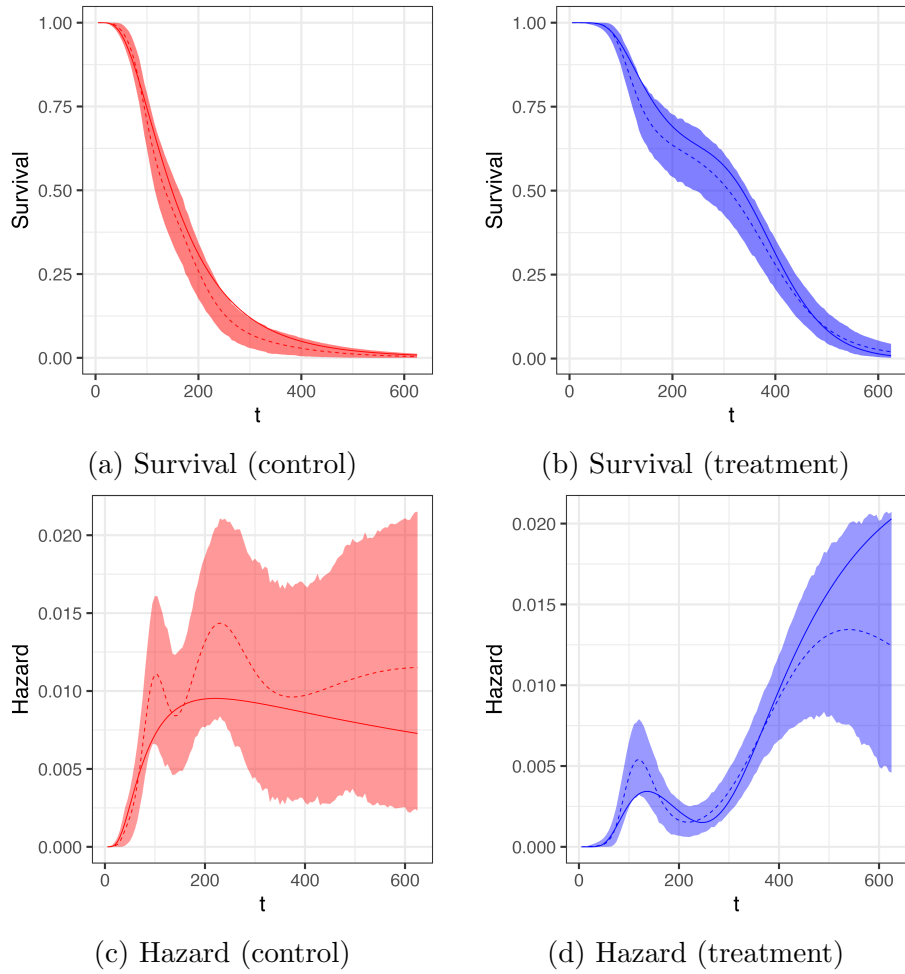 1.00
0.75
0.50
0.25
0.00
Survival
0 200 400 600
t
(a) Survival (control)
1.00
0.75
0.50
0.25
0.00
Survival
0 200 400 600
t
(b) Survival (treatment)
0.020
0.015
0.010
0.005
0.000
Hazard
0 200 400 600
t
(c) Hazard (control)
0.020
0.015
0.010
0.005
0.000
Hazard
0 200 400 600
t
(d) Hazard (treatment)